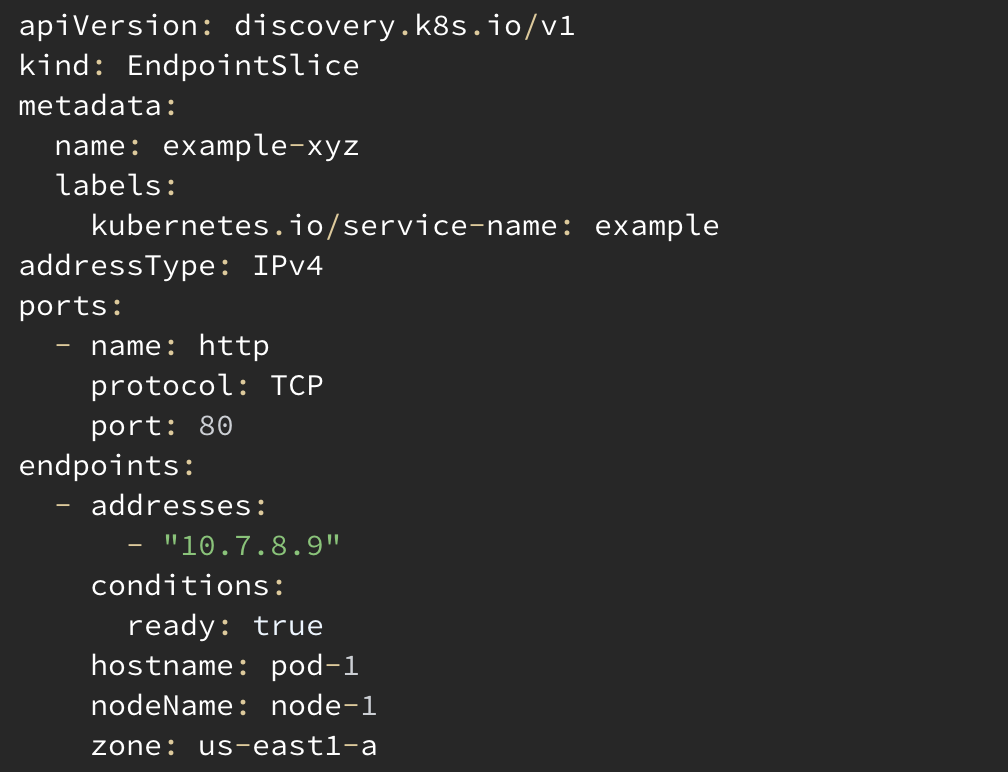 apiVersion: discovery.k8s.io/v1
kind: EndpointSlice
metadata:
  name: example-xyz
  labels:
    kubernetes.io/service-name: example
addressType: IPv4
ports:
  - name: http
    protocol: TCP
    port: 80
endpoints:
  - addresses:
      - "10.7.8.9"
    conditions:
      ready: true
    hostname: pod-1
    nodeName: node-1
    zone: us-east1-a